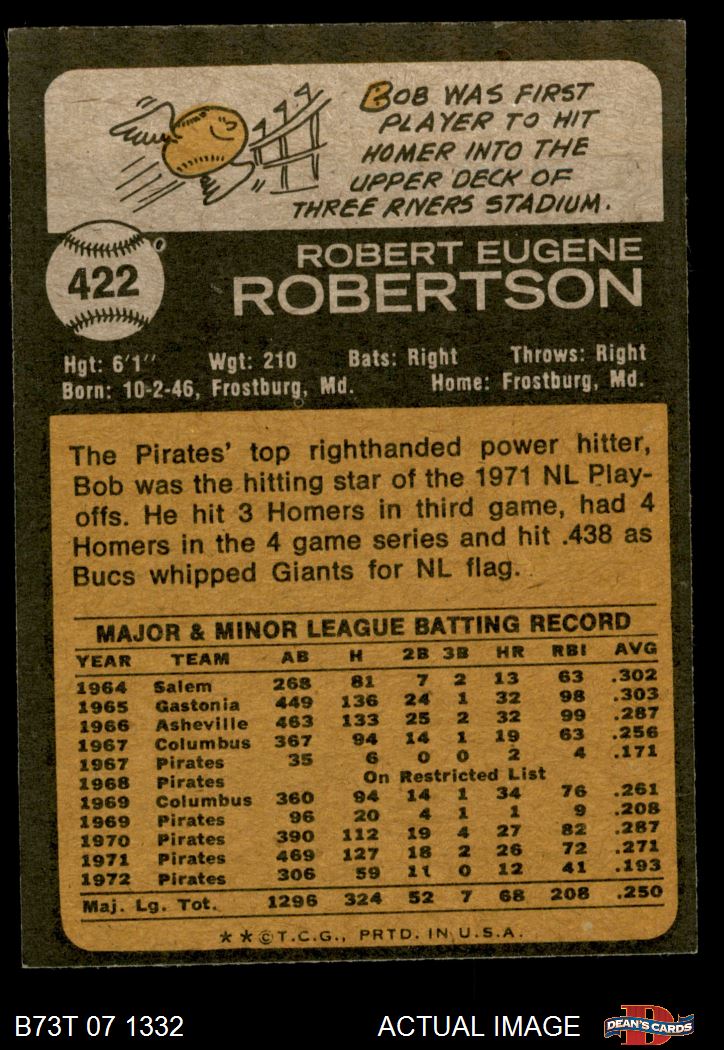 BOB WAS FIRST
PLAYER TO HIT
HOMER INTO THE
UPPER DECK OF
THREE RIVERS STADIUM.
422
ROBERT EUGENE
ROBERTSON
Hgt: 6'1" Wgt: 210 Bats: Right Throws: Right
Born: 10-2-46, Frostburg, Md. Home: Frostburg, Md.
The Pirates' top righthanded power hitter,
Bob was the hitting star of the 1971 NL Play-
offs. He hit 3 Homers in third game, had 4
Homers in the 4 game series and hit .438 as
Bucs whipped Giants for NL flag.
MAJOR & MINOR LEAGUE BATTING RECORD
YEAR TEAM AB H 2B 3B HR RBI AVG
1964 Salem 268 81 7 2 13 63 .302
1965 Gastonia 449 136 24 1 32 98 .303
1966 Asheville 463 133 25 2 32 99 .287
1967 Columbus 367 94 14 1 19 63 .256
1967 Pirates 35 6 0 0 2 4 .171
1968 Pirates On Restricted List
1969 Columbus 360 94 14 1 34 76 .261
1969 Pirates 96 20 4 1 1 9 .208
1970 Pirates 390 112 19 4 27 82 .287
1971 Pirates 469 127 18 2 26 72 .271
1972 Pirates 306 59 11 0 12 41 .193
Maj. Lg. Tot. 1296 324 52 7 68 208 .250
**©T.C.G., PRTD. IN U.S.A.
B73T 07 1332 ACTUAL IMAGE
D
DEAN'S CARDS